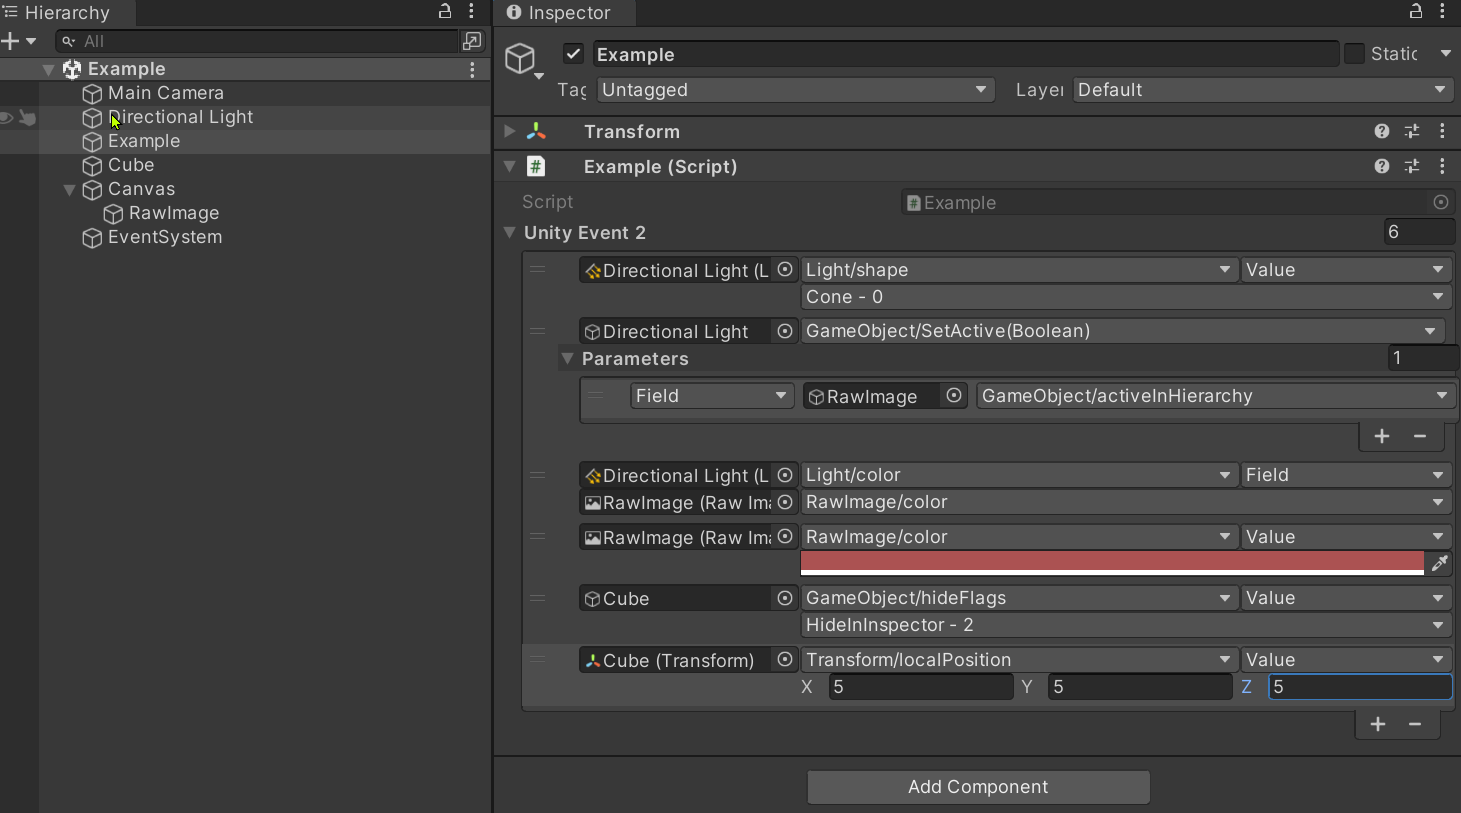 Hierarchy
All
Example
Main Camera
Directional Light
Example
Cube
Canvas
RawImage
EventSystem
Inspector
Example
Static
Tag Untagged Layer Default
Transform
# Example (Script)
Script # Example
Unity Event 2 6
Directional Light (L Light/shape Value
Cone - 0
Directional Light GameObject/SetActive(Boolean)
Parameters 1
Field RawImage GameObject/activeInHierarchy
+ −
Directional Light (L Light/color Field
RawImage (Raw Ima RawImage/color
RawImage (Raw Ima RawImage/color Value
Cube GameObject/hideFlags Value
HideInInspector - 2
Cube (Transform) Transform/localPosition Value
X 5 Y 5 Z 5
+ −
Add Component